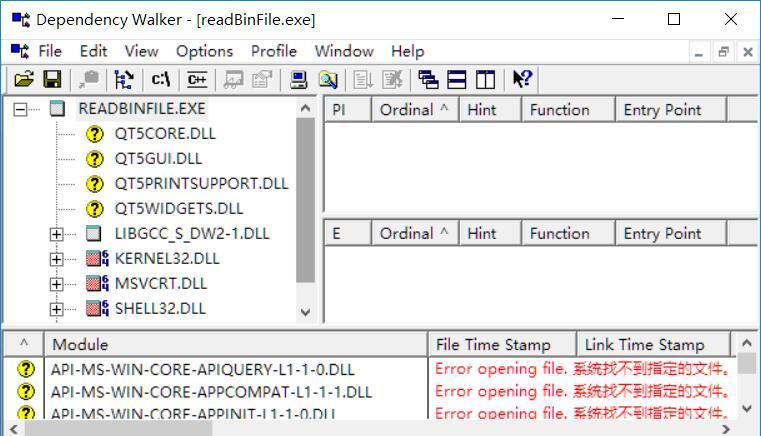 Dependency Walker - [readBinFile.exe]
File Edit View Options Profile Window Help
c:\ C++
READBINFILE.EXE
QT5CORE.DLL
QT5GUI.DLL
QT5PRINTSUPPORT.DLL
QT5WIDGETS.DLL
LIBGCC_S_DW2-1.DLL
64 KERNEL32.DLL
64 MSVCRT.DLL
64 SHELL32.DLL
PI Ordinal ^ Hint Function Entry Point
E Ordinal ^ Hint Function Entry Point
^ Module File Time Stamp Link Time Stamp
API-MS-WIN-CORE-APIQUERY-L1-1-0.DLL Error opening file. 系统找不到指定的文件。
API-MS-WIN-CORE-APPCOMPAT-L1-1-1.DLL Error opening file. 系统找不到指定的文件。
API-MS-WIN-CORE-APPINIT-L1-1-0.DLL Error opening file. 系统找不到指定的文件。